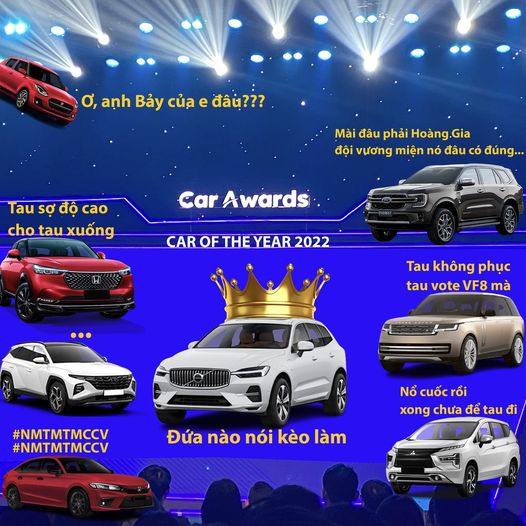 Ơ, anh Bảy của e đâu???
Mài đâu phải Hoàng.Gia
đội vương miện nó đâu có đúng...
Car Awards
CAR OF THE YEAR 2022
Tau sợ độ cao
cho tau xuống
Tau không phục
tau vote VF8 mà
...
Nổ cuốc rồi
xong chưa để tau đi
Đứa nào nói kèo làm
#NMTMTMCCV
#NMTMTMCCV